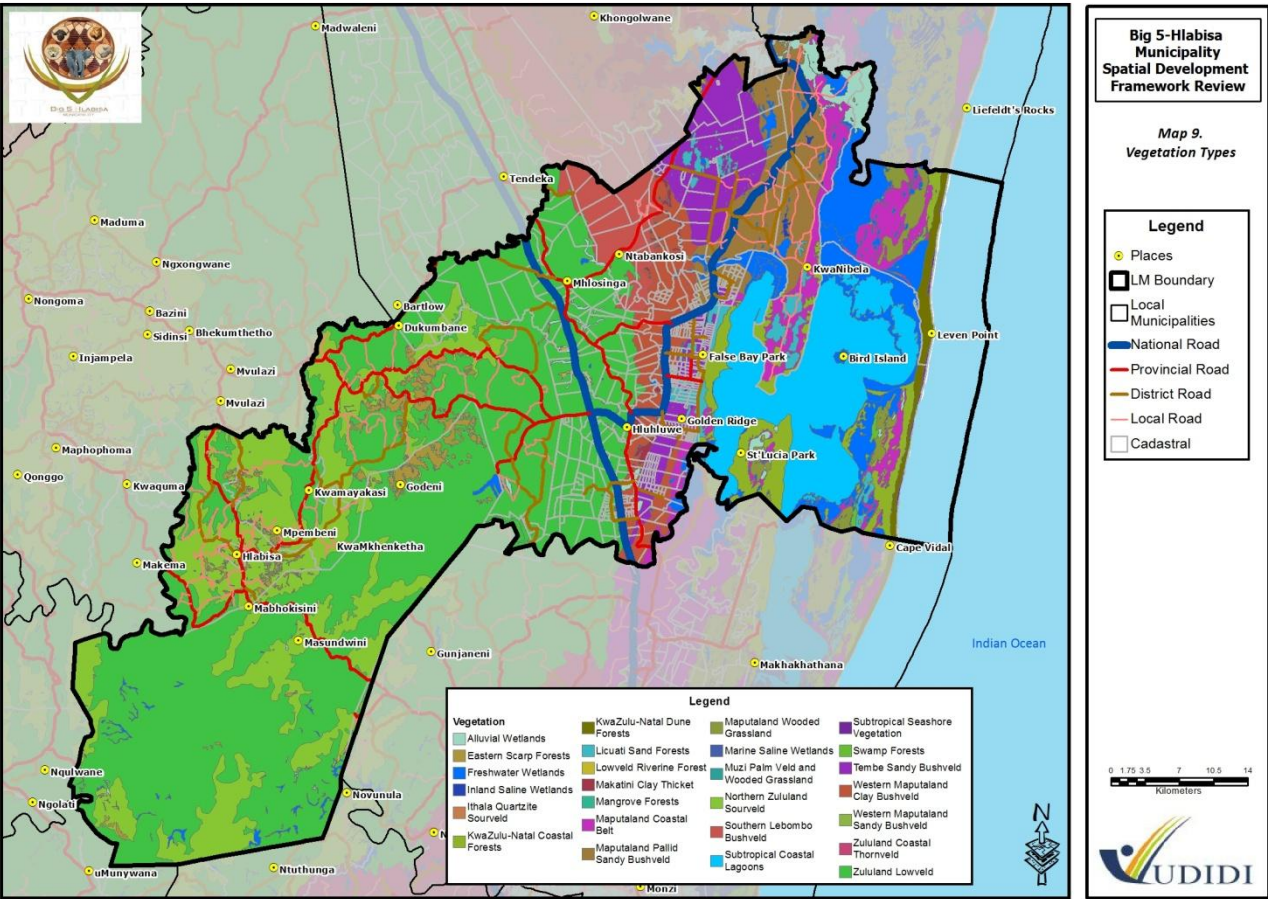 BIG 5 - HLABISA
MUNICIPALITY
Madwaleni
Khongolwane
Liefeldt's Rocks
Tendeka
Maduma
Ngxongwane
Ntabankosi
KwaNibela
Mhlosinga
Nongoma
Bazini
Bartlow
Sidinsi
Bhekumthetho
Dukumbane
Leven Point
Injampela
False Bay Park
Bird Island
Mvulazi
Mvulazi
Golden Ridge
Hluhluwe
Maphophoma
St'Lucia Park
Qonggo
Kwaquma
Kwamayakasi
Godeni
Mpembeni
KwaMkhenketha
Cape Vidal
Hlabisa
Makema
Mabhokisini
Masundwini
Indian Ocean
Gunjaneni
Makhakhathana
Nqulwane
Novunula
Ngolati
N
uMunywana
Ntuthunga
Monzi
Legend
Vegetation
Alluvial Wetlands
Eastern Scarp Forests
Freshwater Wetlands
Inland Saline Wetlands
Ithala Quartzite
Sourveld
KwaZulu-Natal Coastal
Forests
KwaZulu-Natal Dune
Forests
Licuati Sand Forests
Lowveld Riverine Forest
Makatini Clay Thicket
Mangrove Forests
Maputaland Coastal
Belt
Maputaland Pallid
Sandy Bushveld
Maputaland Wooded
Grassland
Marine Saline Wetlands
Muzi Palm Veld and
Wooded Grassland
Northern Zululand
Sourveld
Southern Lebombo
Bushveld
Subtropical Coastal
Lagoons
Subtropical Seashore
Vegetation
Swamp Forests
Tembe Sandy Bushveld
Western Maputaland
Clay Bushveld
Western Maputaland
Sandy Bushveld
Zululand Coastal
Thornveld
Zululand Lowveld
Big 5-Hlabisa
Municipality
Spatial Development
Framework Review
Map 9.
Vegetation Types
Legend
Places
LM Boundary
Local
Municipalities
National Road
Provincial Road
District Road
Local Road
Cadastral
0 1.75 3.5 7 10.5 14
Kilometers
N
VUDIDI